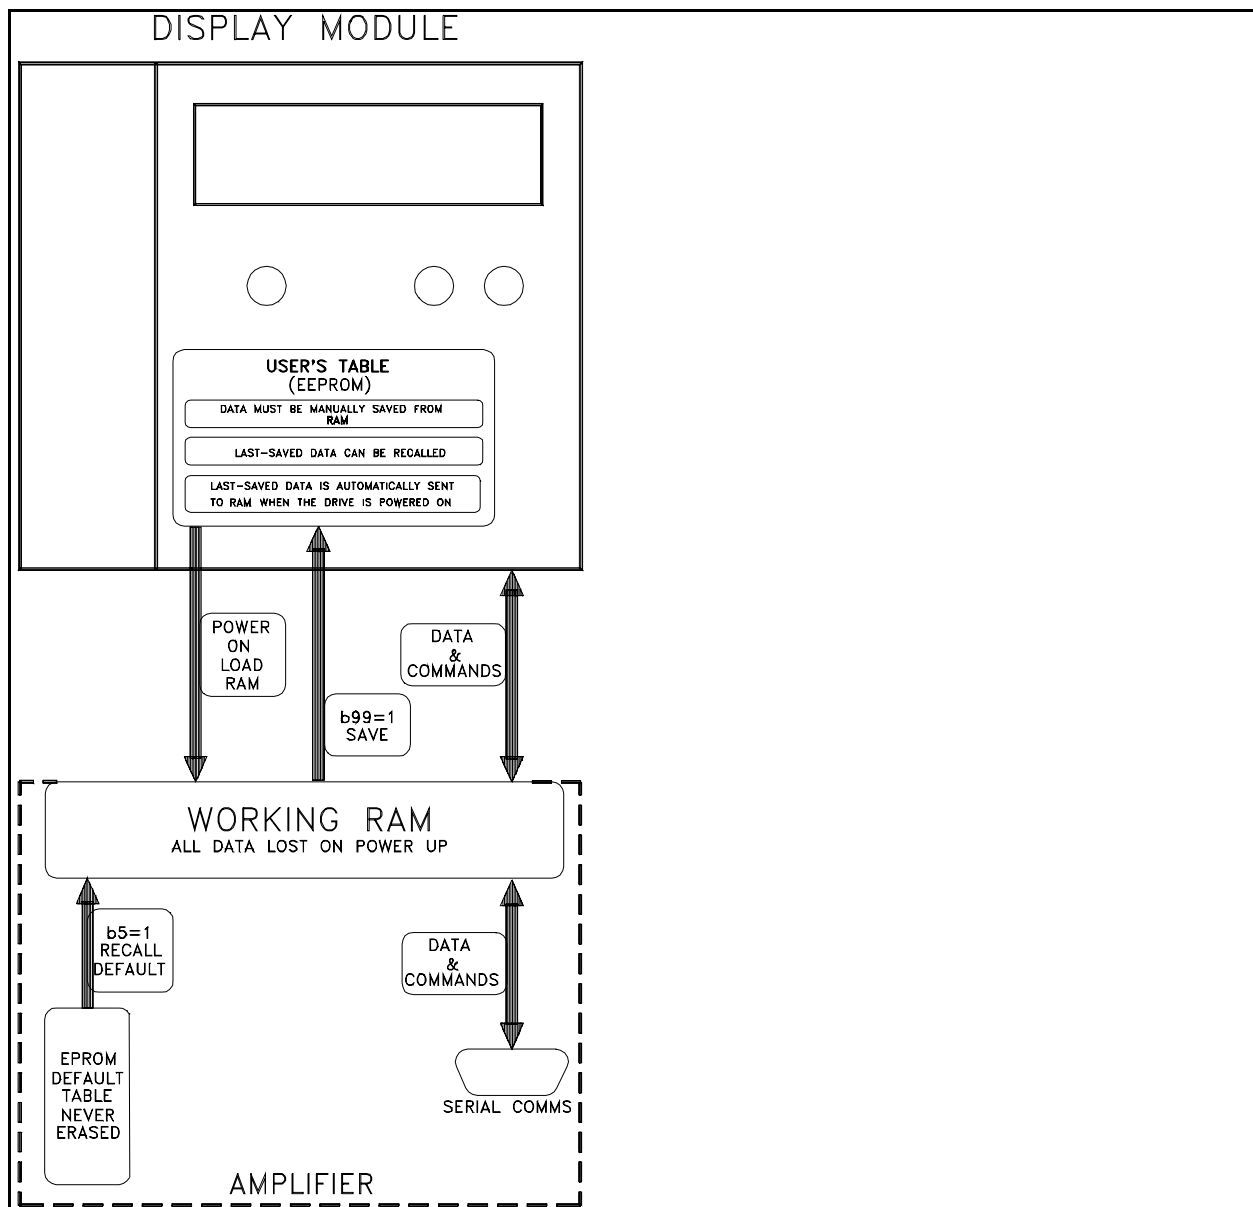 DISPLAY MODULE
USER'S TABLE
(EEPROM)
DATA MUST BE MANUALLY SAVED FROM
RAM
LAST-SAVED DATA CAN BE RECALLED
LAST-SAVED DATA IS AUTOMATICALLY SENT
TO RAM WHEN THE DRIVE IS POWERED ON
POWER
ON
LOAD
RAM
DATA
&
COMMANDS
b99=1
SAVE
WORKING RAM
ALL DATA LOST ON POWER UP
b5=1
RECALL
DEFAULT
DATA
&
COMMANDS
EPROM
DEFAULT
TABLE
NEVER
ERASED
SERIAL COMMS
AMPLIFIER